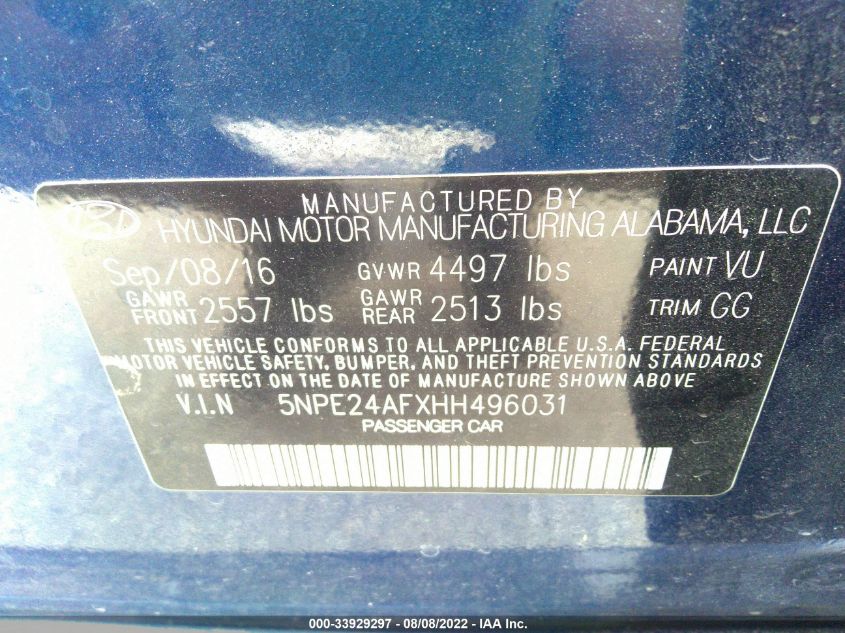 MANUFACTURED BY
HYUNDAI MOTOR MANUFACTURING ALABAMA, LLC
Sep/08/16 GVWR 4497 lbs PAINT VU
GAWR FRONT 2557 lbs GAWR REAR 2513 lbs TRIM GG
THIS VEHICLE CONFORMS TO ALL APPLICABLE U.S.A. FEDERAL
MOTOR VEHICLE SAFETY, BUMPER, AND THEFT PREVENTION STANDARDS
IN EFFECT ON THE DATE OF MANUFACTURE SHOWN ABOVE
V.I.N 5NPE24AFXHH496031
PASSENGER CAR
000-33929297 - 08/08/2022 - IAA Inc.